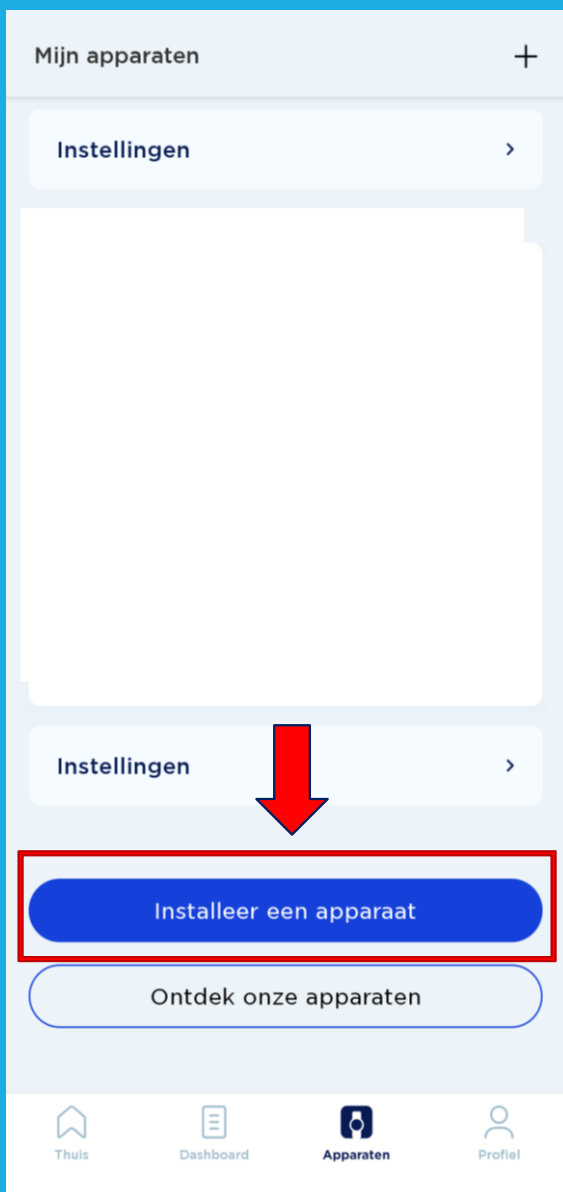 Mijn apparaten
Instellingen
Instellingen
Installeer een apparaat
Ontdek onze apparaten
Thuis
Dashboard
Apparaten
Profiel